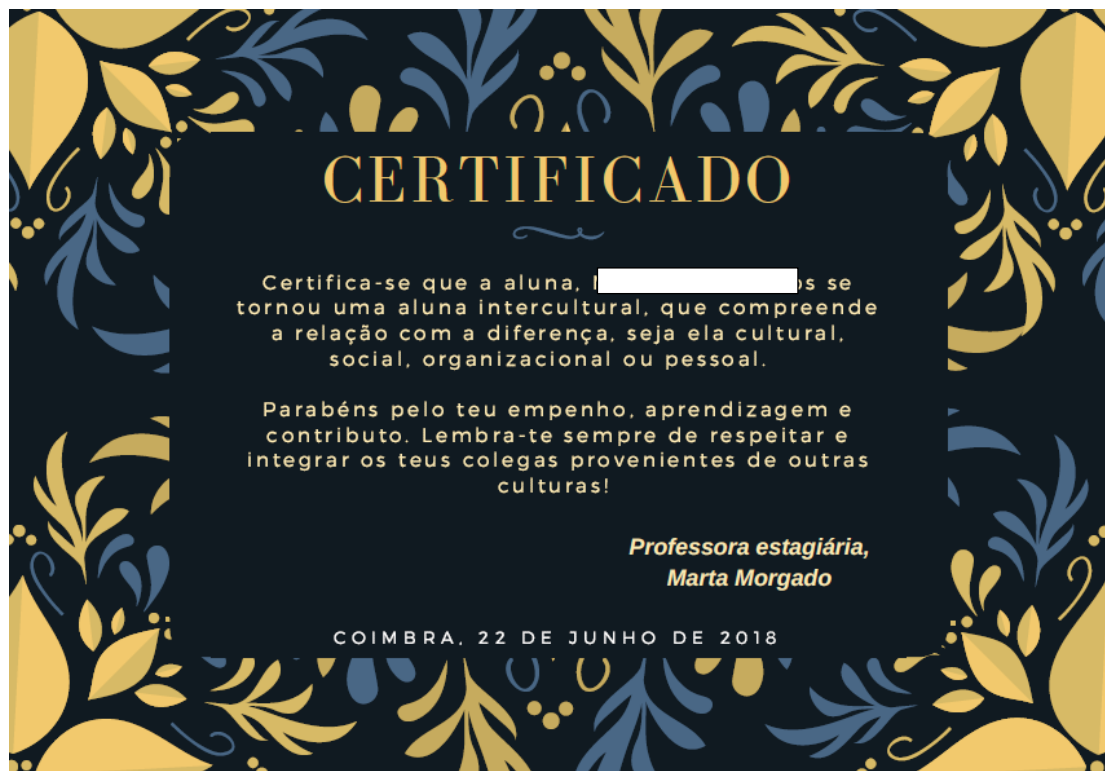 CERTIFICADO
Certifica-se que a aluna, se
tornou uma aluna intercultural, que compreende
a relação com a diferença, seja ela cultural,
social, organizacional ou pessoal.
Parabéns pelo teu empenho, aprendizagem e
contributo. Lembra-te sempre de respeitar e
integrar os teus colegas provenientes de outras
culturas!
Professora estagiária,
Marta Morgado
COIMBRA, 22 DE JUNHO DE 2018